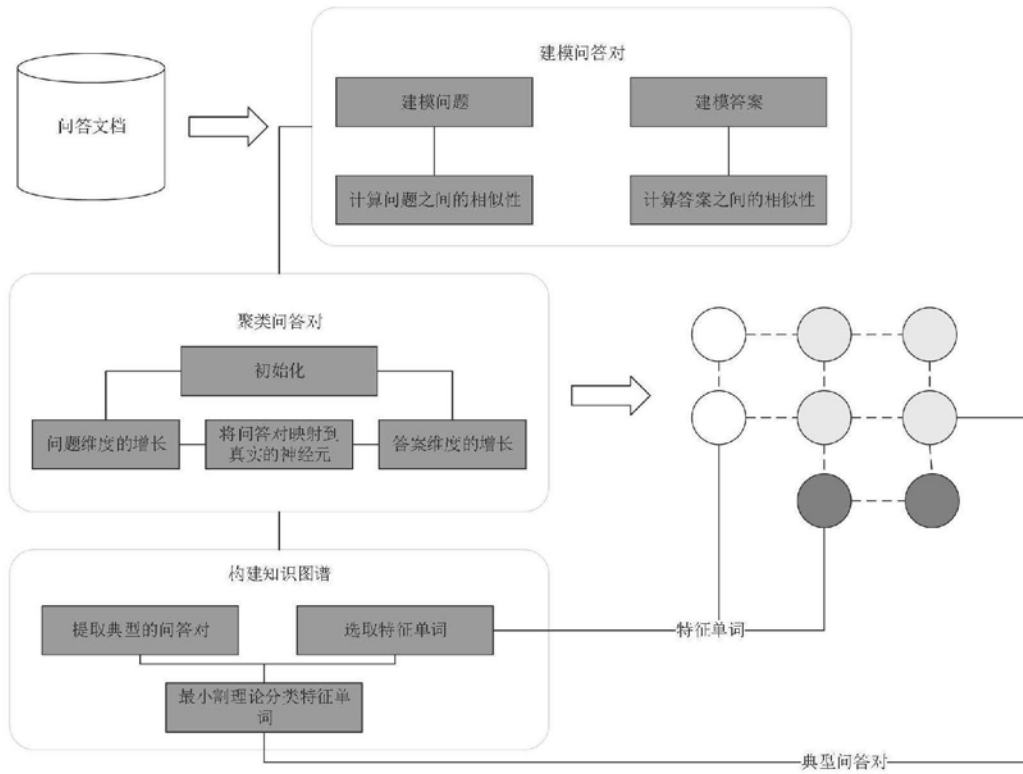 问答文档
建模问答对
建模问题
建模答案
计算问题之间的相似性
计算答案之间的相似性
聚类问答对
初始化
问题维度的增长
将问答对映射到
真实的神经元
答案维度的增长
构建知识图谱
提取典型的问答对
选取特征单词
特征单词
最小割理论分类特征单
词
典型问答对